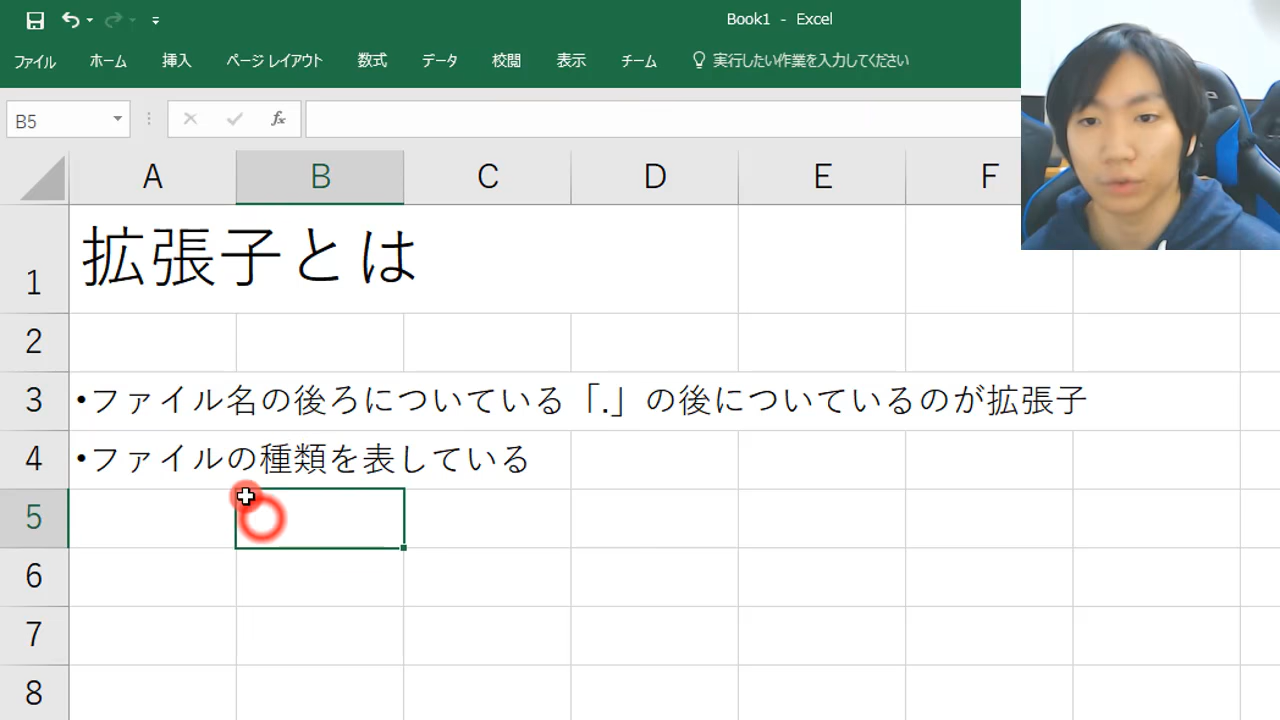 Book1 - Excel
ファイル ホーム 挿入 ページ レイアウト 数式 データ 校閲 表示 チーム 実行したい作業を入力してください
B5 fx
A B C D E F
1 拡張子とは
2
3 •ファイル名の後ろについている「.」の後についているのが拡張子
4 •ファイルの種類を表している
5
6
7
8